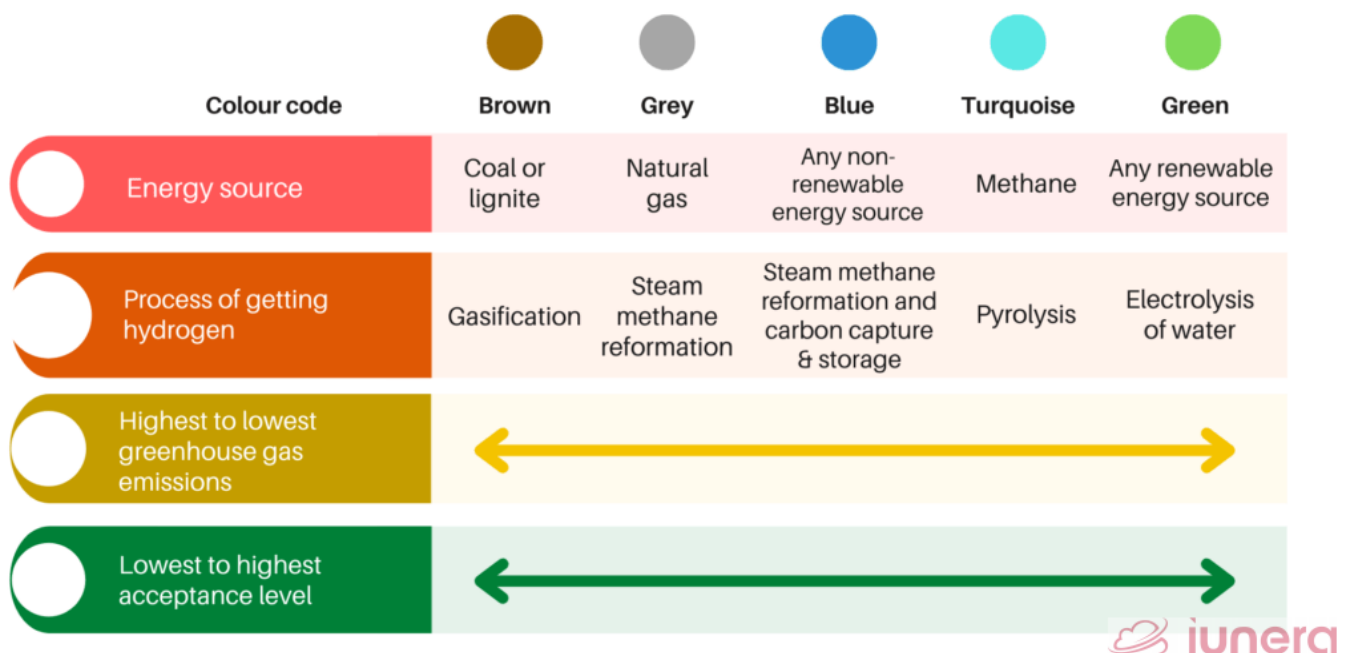 Colour code Brown Grey Blue Turquoise Green
Energy source
Coal or
lignite
Natural
gas
Any non-
renewable
energy source
Methane
Any renewable
energy source
Process of getting
hydrogen
Gasification
Steam
methane
reformation
Steam methane
reformation and
carbon capture
& storage
Pyrolysis
Electrolysis
of water
Highest to lowest
greenhouse gas
emissions
Lowest to highest
acceptance level
iunera